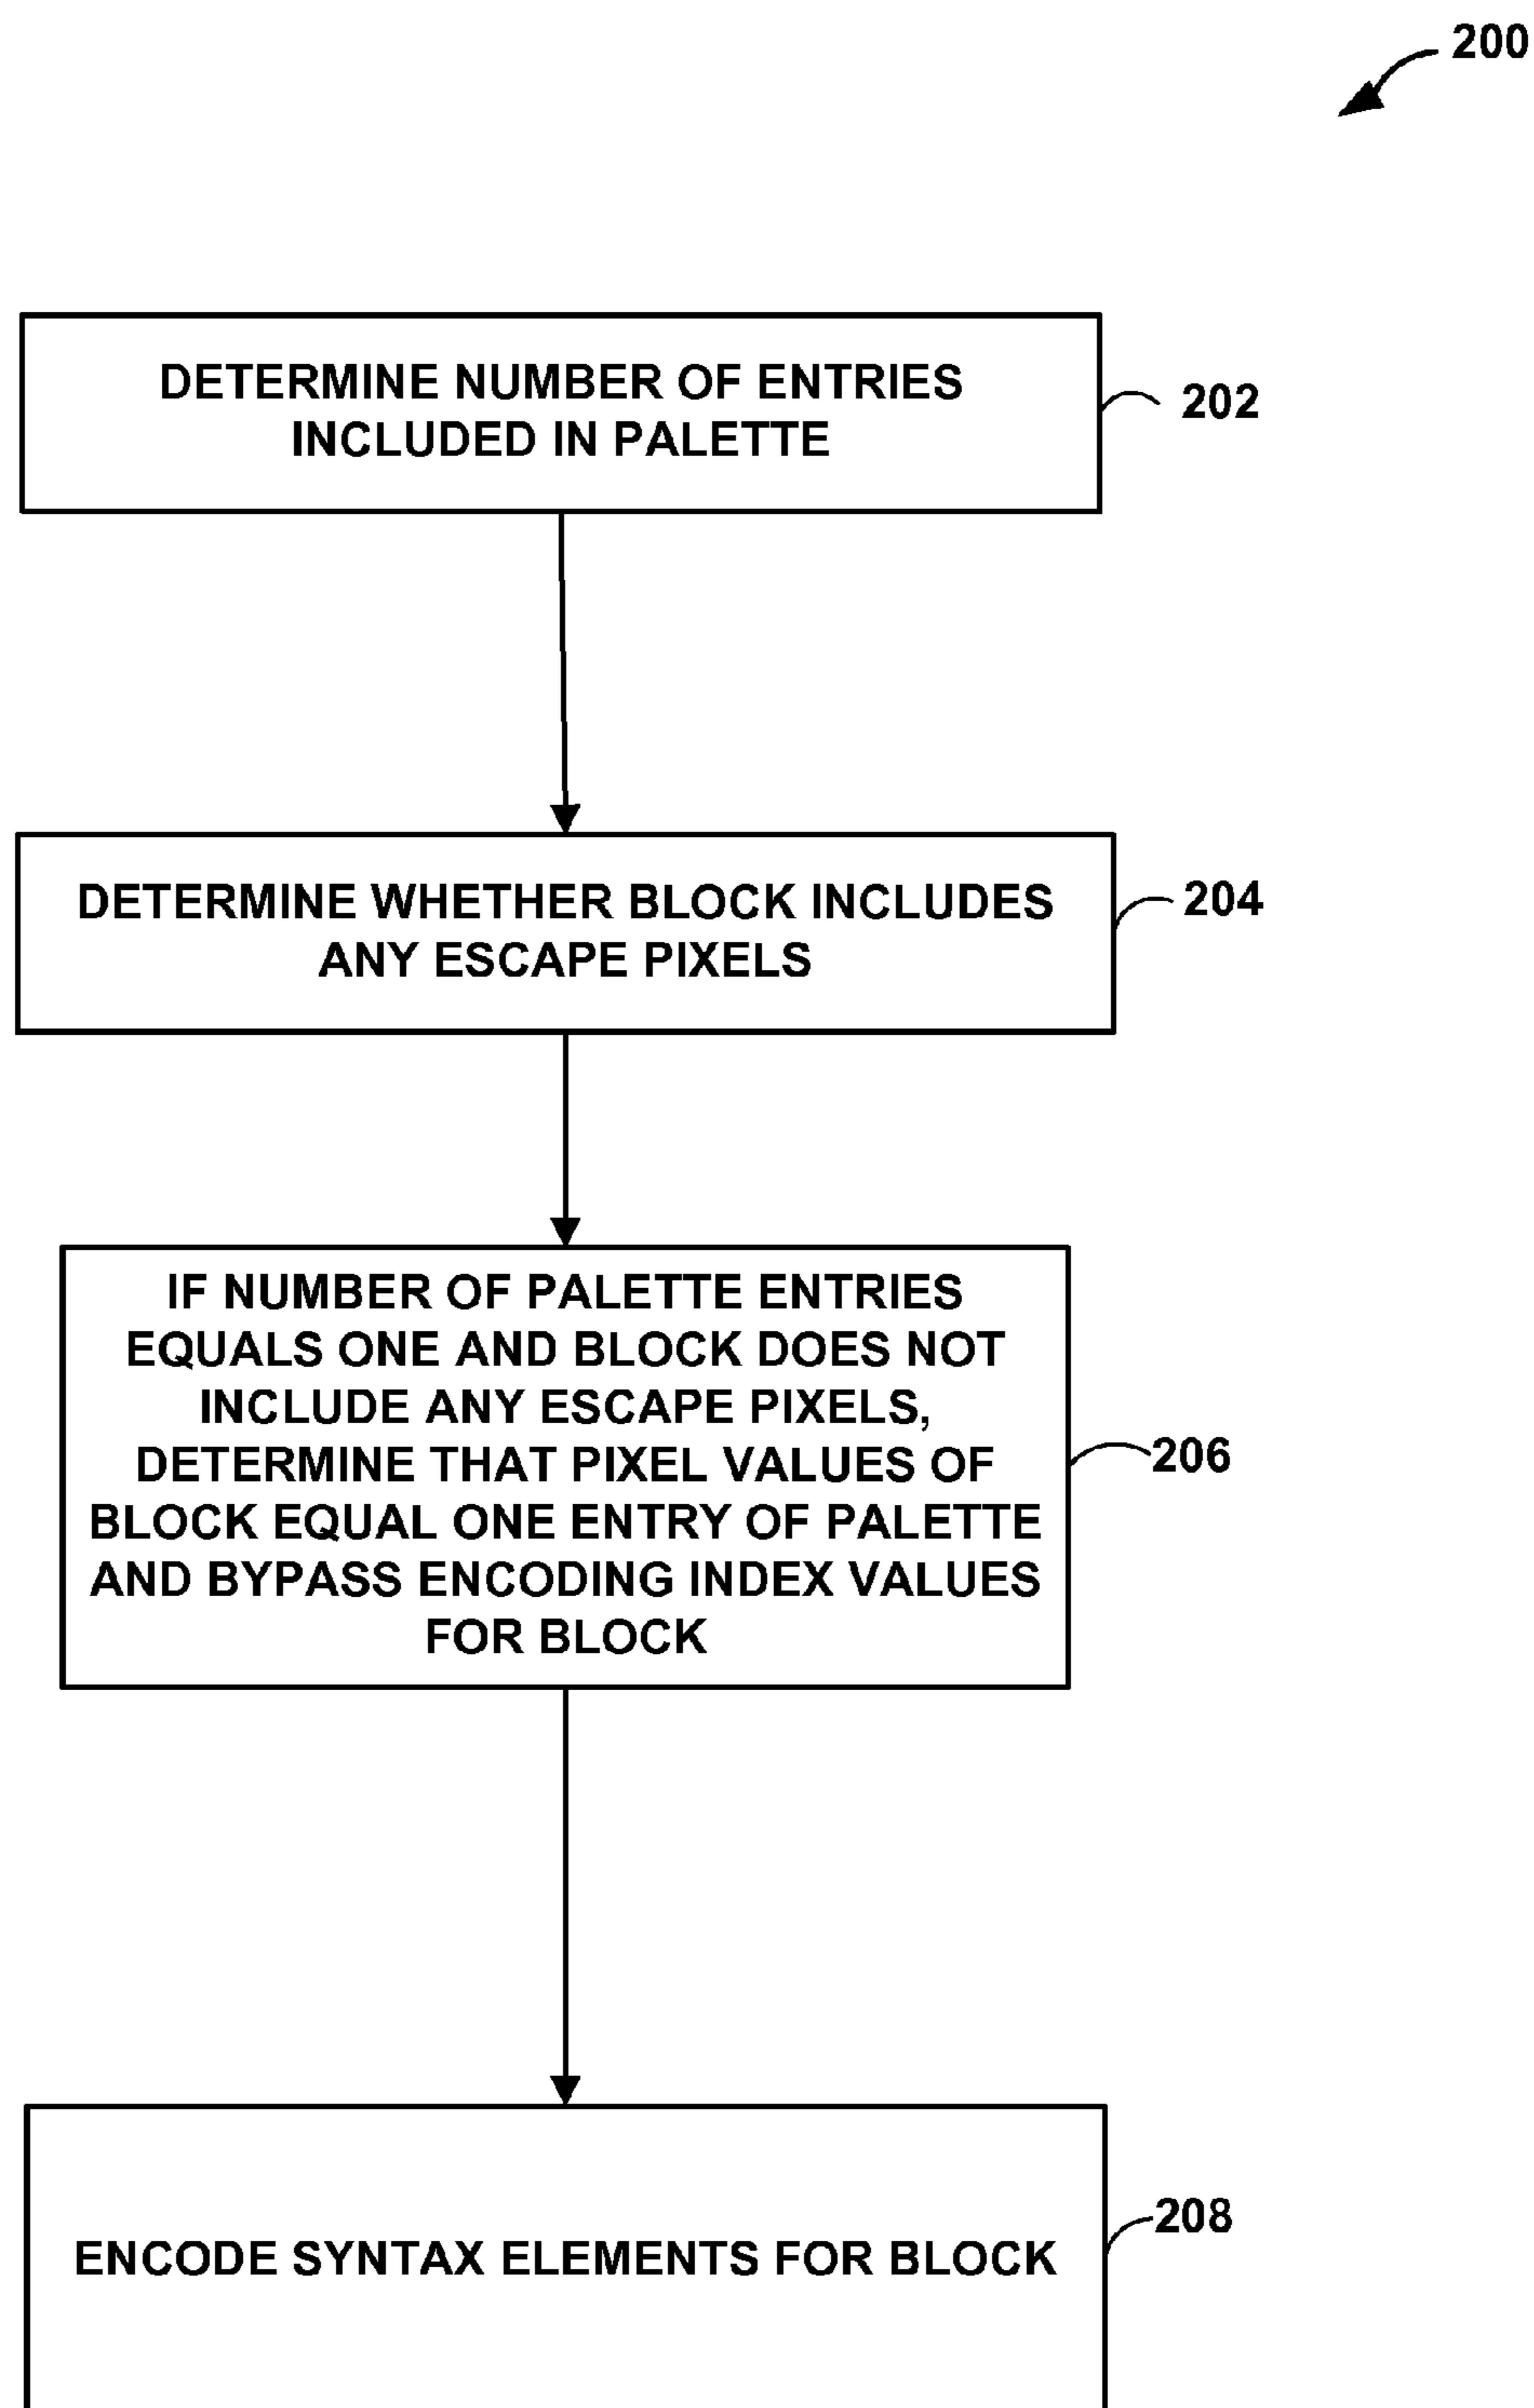 200
DETERMINE NUMBER OF ENTRIES
INCLUDED IN PALETTE
202
DETERMINE WHETHER BLOCK INCLUDES
ANY ESCAPE PIXELS
204
IF NUMBER OF PALETTE ENTRIES
EQUALS ONE AND BLOCK DOES NOT
INCLUDE ANY ESCAPE PIXELS,
DETERMINE THAT PIXEL VALUES OF
BLOCK EQUAL ONE ENTRY OF PALETTE
AND BYPASS ENCODING INDEX VALUES
FOR BLOCK
206
ENCODE SYNTAX ELEMENTS FOR BLOCK
208